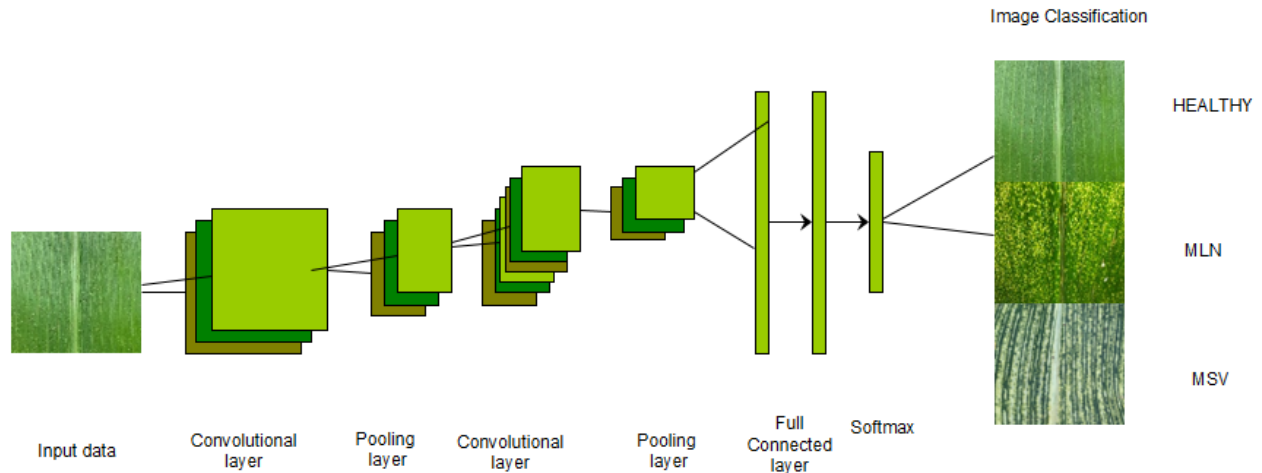 Image Classification
HEALTHY
MLN
MSV
Input data
Convolutional
layer
Pooling
layer
Convolutional
layer
Pooling
layer
Full
Connected
layer
Softmax